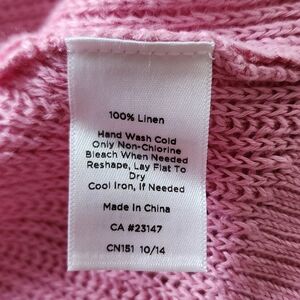 100% Linen
Hand Wash Cold
Only Non-Chlorine
Bleach When Needed
Reshape, Lay Flat To
Dry
Cool Iron, If Needed
Made In China
CA #23147
CN151 10/14